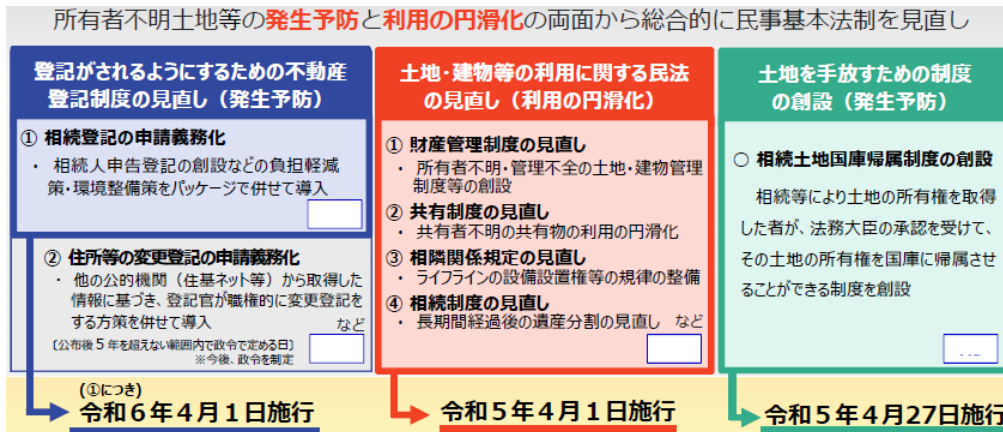 所有者不明土地等の発生予防と利用の円滑化の両面から総合的に民事基本法制を見直し
登記がされるようにするための不動産
登記制度の見直し（発生予防）
① 相続登記の申請義務化
・ 相続人申告登記の創設などの負担軽減
策・環境整備策をパッケージで併せて導入
② 住所等の変更登記の申請義務化
・ 他の公的機関（住基ネット等）から取得した
情報に基づき、登記官が職権的に変更登記を
する方策を併せて導入
など
〔公布後５年を超えない範囲内で政令で定める日〕
※今後、政令を制定
(①につき)
令和６年４月１日施行
土地・建物等の利用に関する民法
の見直し（利用の円滑化）
① 財産管理制度の見直し
・ 所有者不明・管理不全の土地・建物管理
制度等の創設
② 共有制度の見直し
・ 共有者不明の共有物の利用の円滑化
③ 相隣関係規定の見直し
・ ライフラインの設備設置権等の規律の整備
④ 相続制度の見直し
・ 長期間経過後の遺産分割の見直し など
令和５年４月１日施行
土地を手放すための制度
の創設（発生予防）
○ 相続土地国庫帰属制度の創設
相続等により土地の所有権を取得
した者が、法務大臣の承認を受けて、
その土地の所有権を国庫に帰属させ
ることができる制度を創設
令和５年４月27日施行